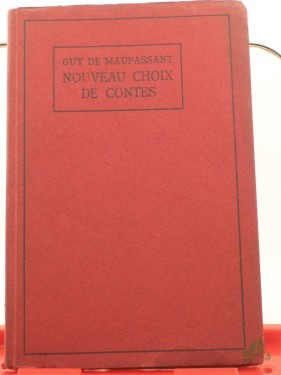 GUY DE MAUPASSANT
NOUVEAU CHOIX
DE CONTES